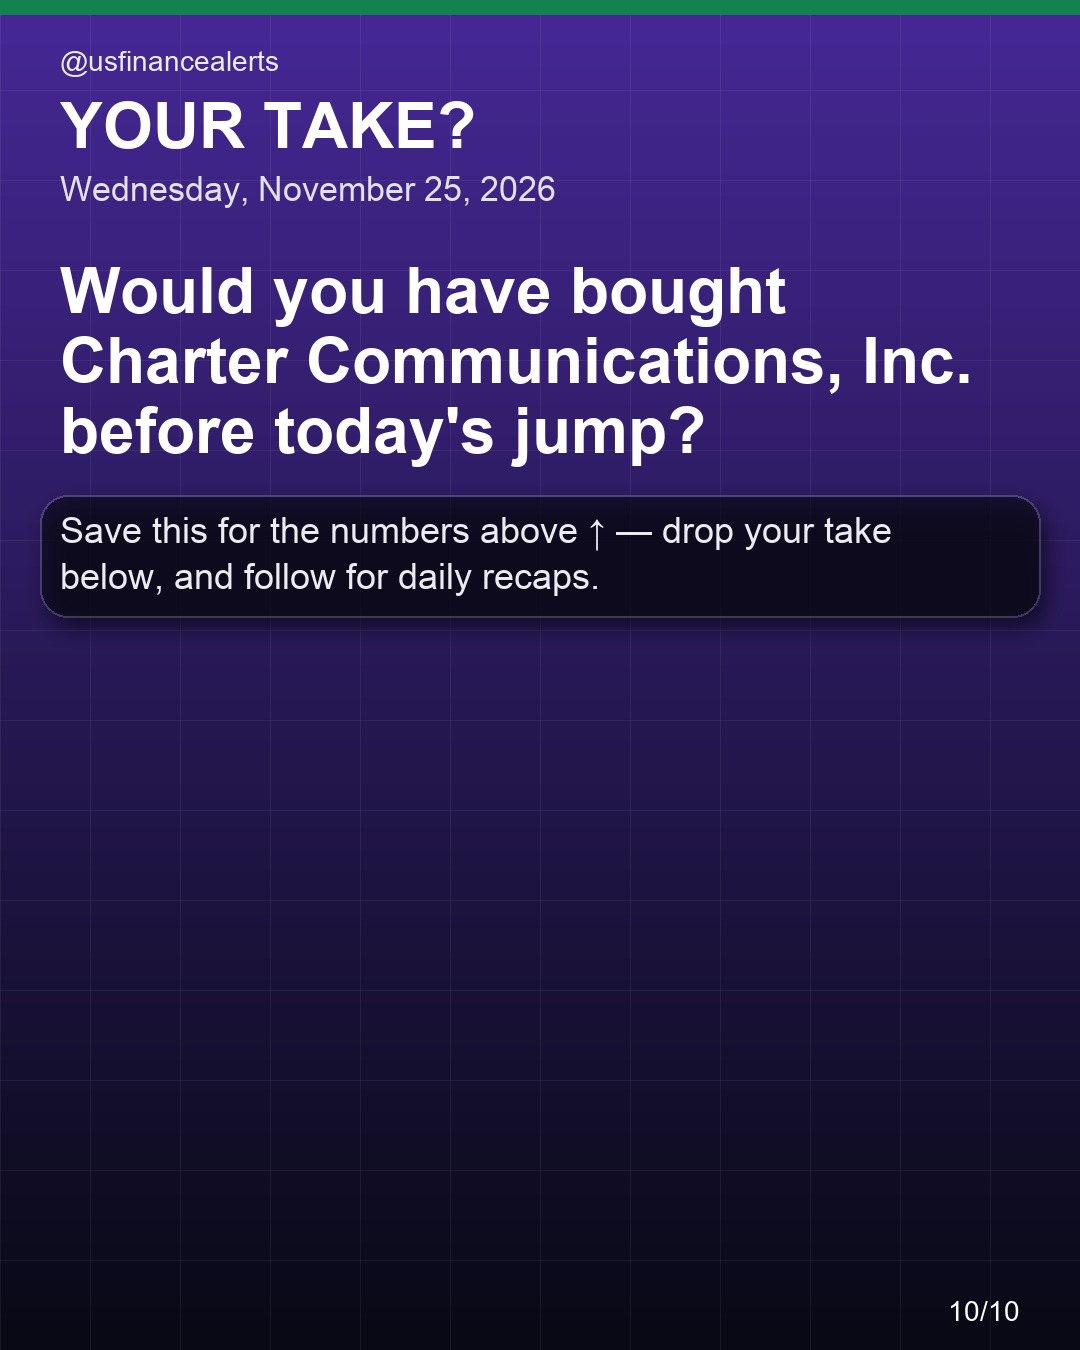 @usfinancealerts
YOUR TAKE?
Wednesday, November 25, 2026
Would you have bought
Charter Communications, Inc.
before today's jump?
Save this for the numbers above ↑ — drop your take
below, and follow for daily recaps.
10/10